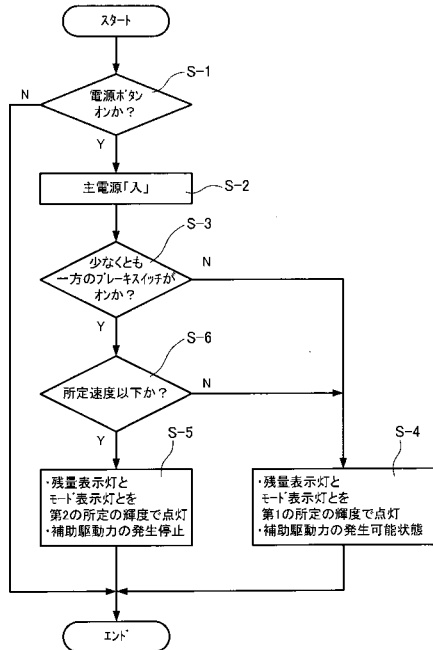 スタート
S-1
電源ボタン
オンか?
N
Y
主電源「入」
S-2
S-3
少なくとも
一方のブレーキスイッチが
オンか?
N
Y
S-6
所定速度以下か?
N
Y
S-5
・残量表示灯と
モード表示灯とを
第2の所定の輝度で点灯
・補助駆動力の発生停止
S-4
・残量表示灯と
モード表示灯とを
第1の所定の輝度で点灯
・補助駆動力の発生可能状態
エンド